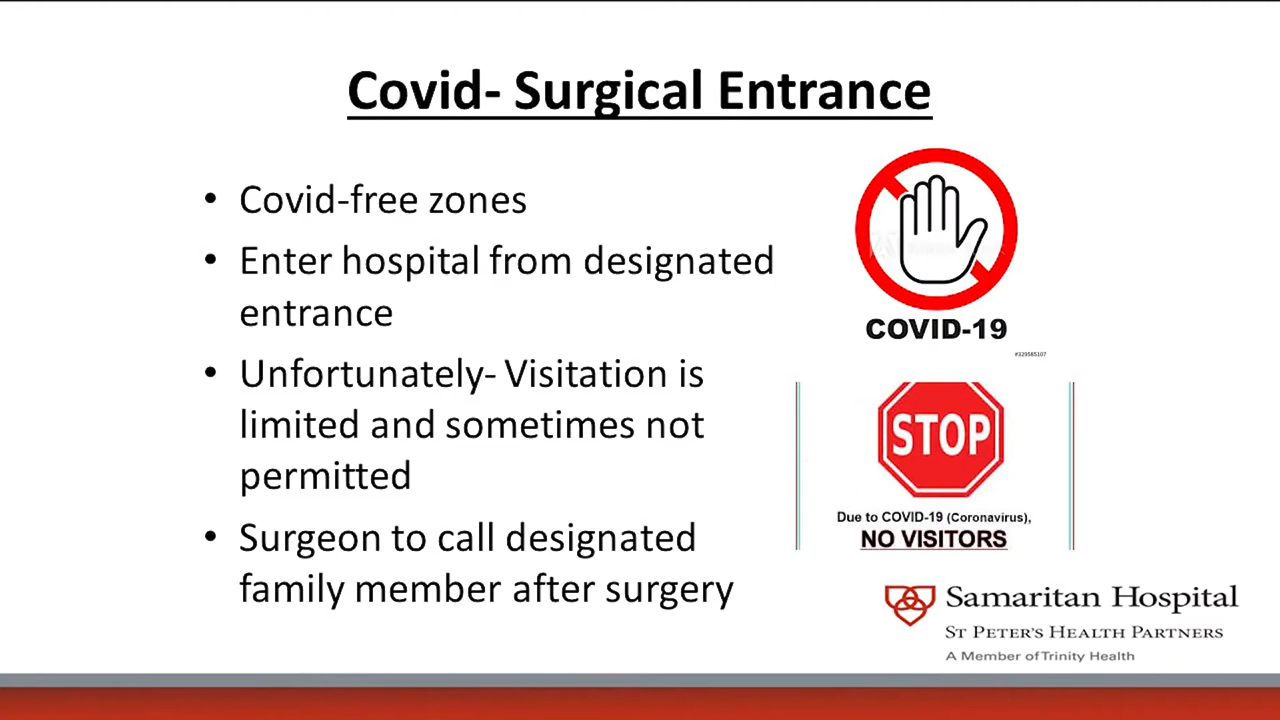 Covid- Surgical Entrance
• Covid-free zones
• Enter hospital from designated
entrance
• Unfortunately- Visitation is
limited and sometimes not
permitted
• Surgeon to call designated
family member after surgery
COVID-19
#329585107
STOP
Due to COVID-19 (Coronavirus),
NO VISITORS
Samaritan Hospital
St Peter's Health Partners
A Member of Trinity Health